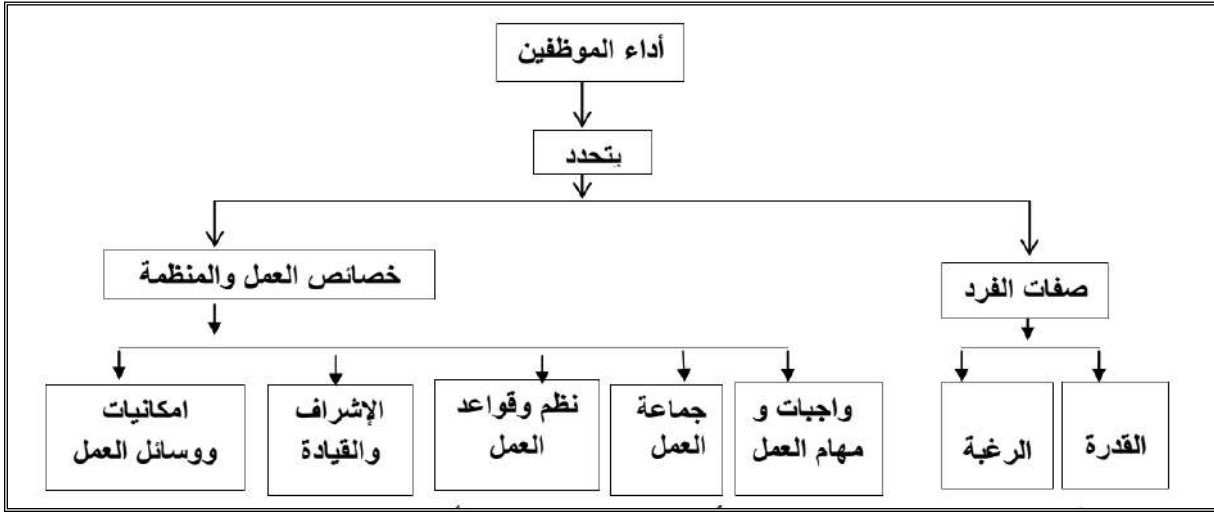 أداء الموظفين
يتحدد
صفات الفرد
خصائص العمل والمنظمة
القدرة
الرغبة
واجبات و
مهام العمل
جماعة
العمل
نظم وقواعد
العمل
الإشراف
والقيادة
امكانيات
ووسائل العمل